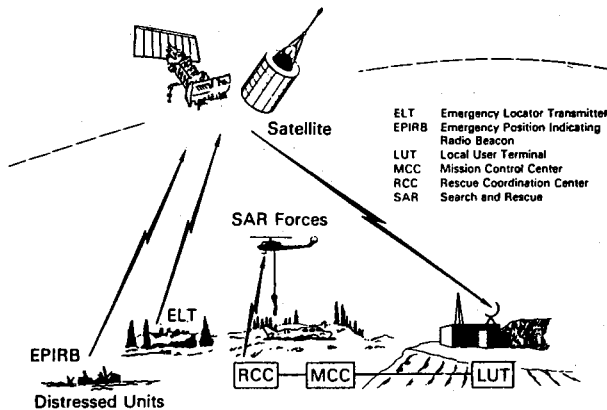 Satellite
ELT Emergency Locator Transmitter
EPIRB Emergency Position Indicating
Radio Beacon
LUT Local User Terminal
MCC Mission Control Center
RCC Rescue Coordination Center
SAR Search and Rescue
SAR Forces
ELT
EPIRB
Distressed Units
RCC
MCC
LUT